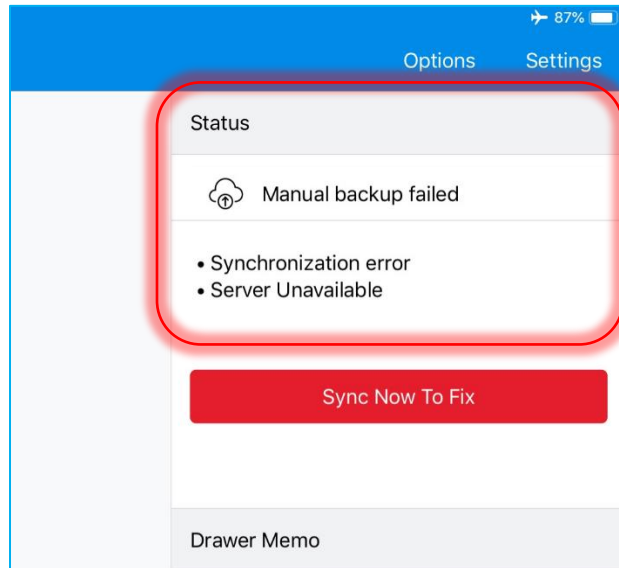 87%
Options Settings
Status
Manual backup failed
• Synchronization error
• Server Unavailable
Sync Now To Fix
Drawer Memo